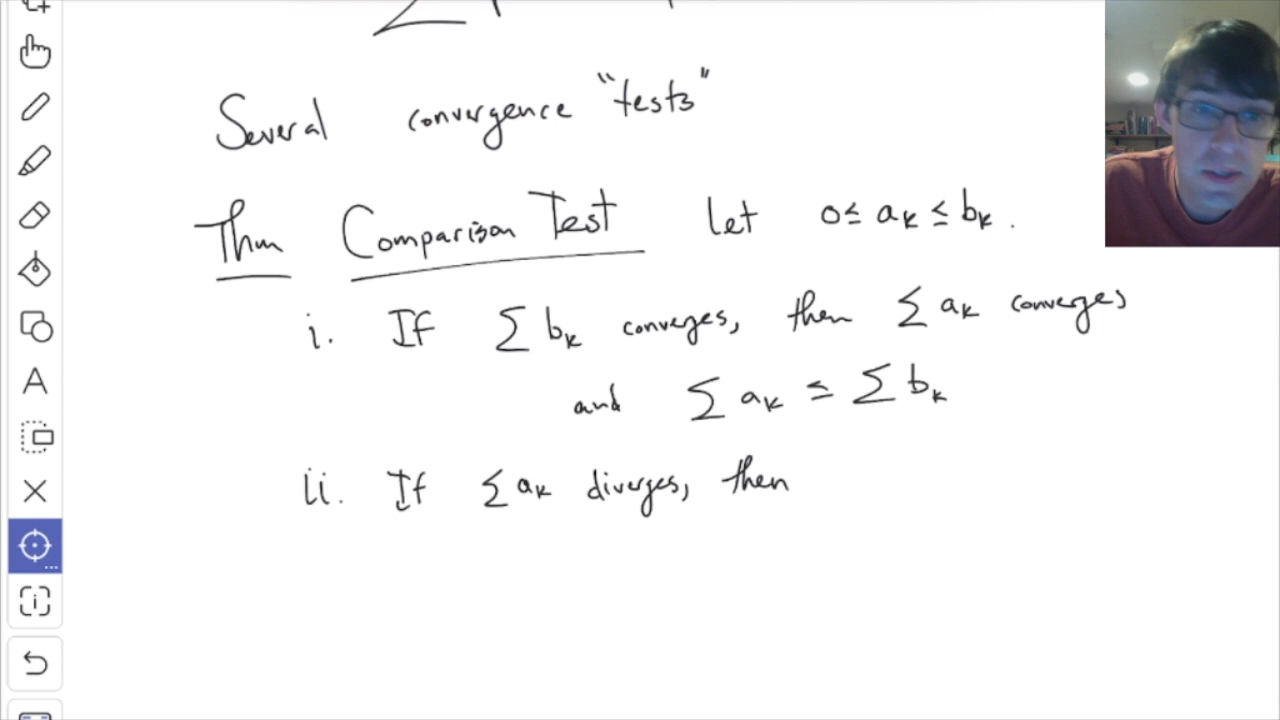 Several convergence "tests"
Thm Comparison Test Let 0 ≤ aₖ ≤ bₖ.
i. If ∑ bₖ converges, then ∑ aₖ converges
and ∑ aₖ ≤ ∑ bₖ
ii. If ∑ aₖ diverges, then
A